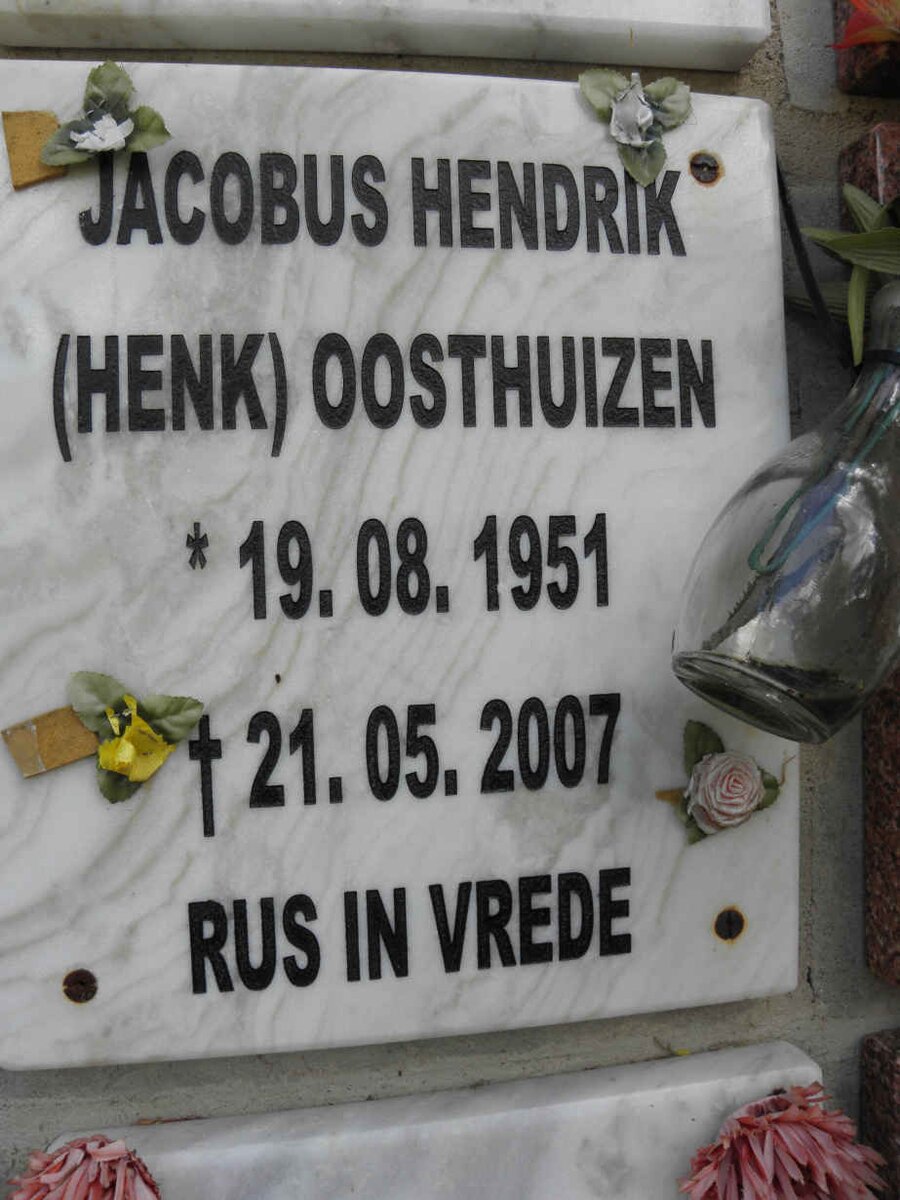 JACOBUS HENDRIK
(HENK) OOSTHUIZEN
* 19. 08. 1951
† 21. 05. 2007
RUS IN VREDE